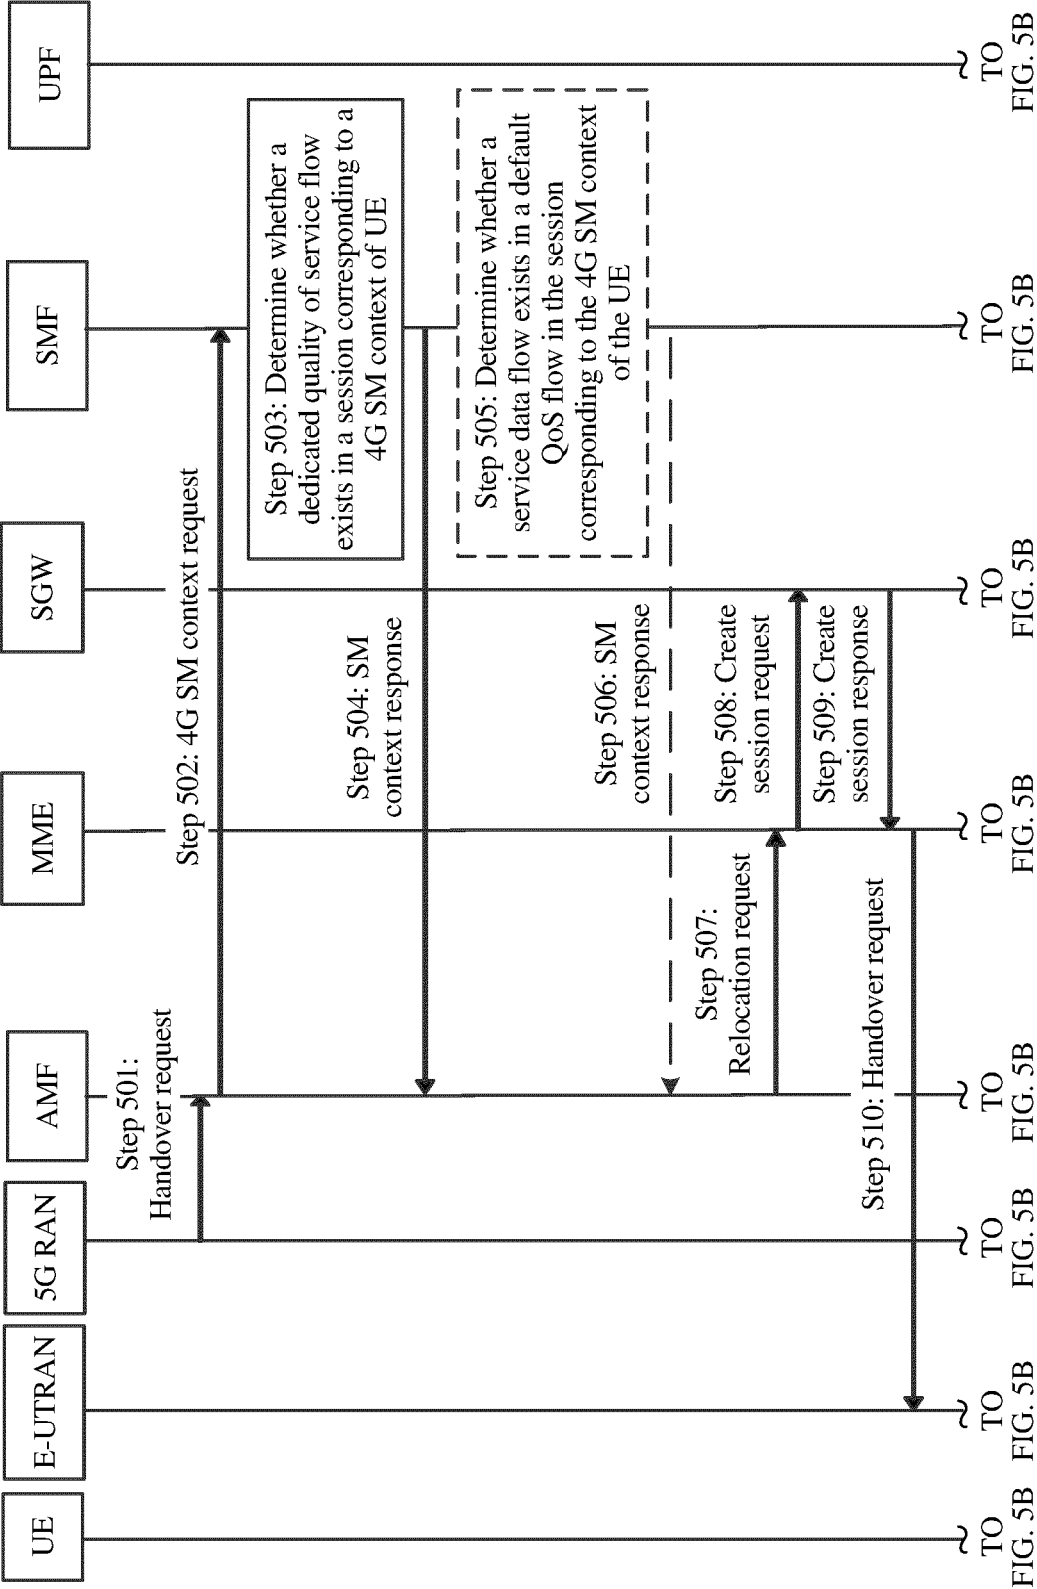 UE
E-UTRAN
5G RAN
AMF
MME
SGW
SMF
UPF
Step 501:
Handover request
Step 502: 4G SM context request
Step 503: Determine whether a
dedicated quality of service flow
exists in a session corresponding to a
4G SM context of UE
Step 504: SM
context response
Step 505: Determine whether a
service data flow exists in a default
QoS flow in the session
corresponding to the 4G SM context
of the UE
Step 506: SM
context response
Step 507:
Relocation request
Step 508: Create
session request
Step 509: Create
session response
Step 510: Handover request
TO
FIG. 5B
TO
FIG. 5B
TO
FIG. 5B
TO
FIG. 5B
TO
FIG. 5B
TO
FIG. 5B
TO
FIG. 5B
TO
FIG. 5B